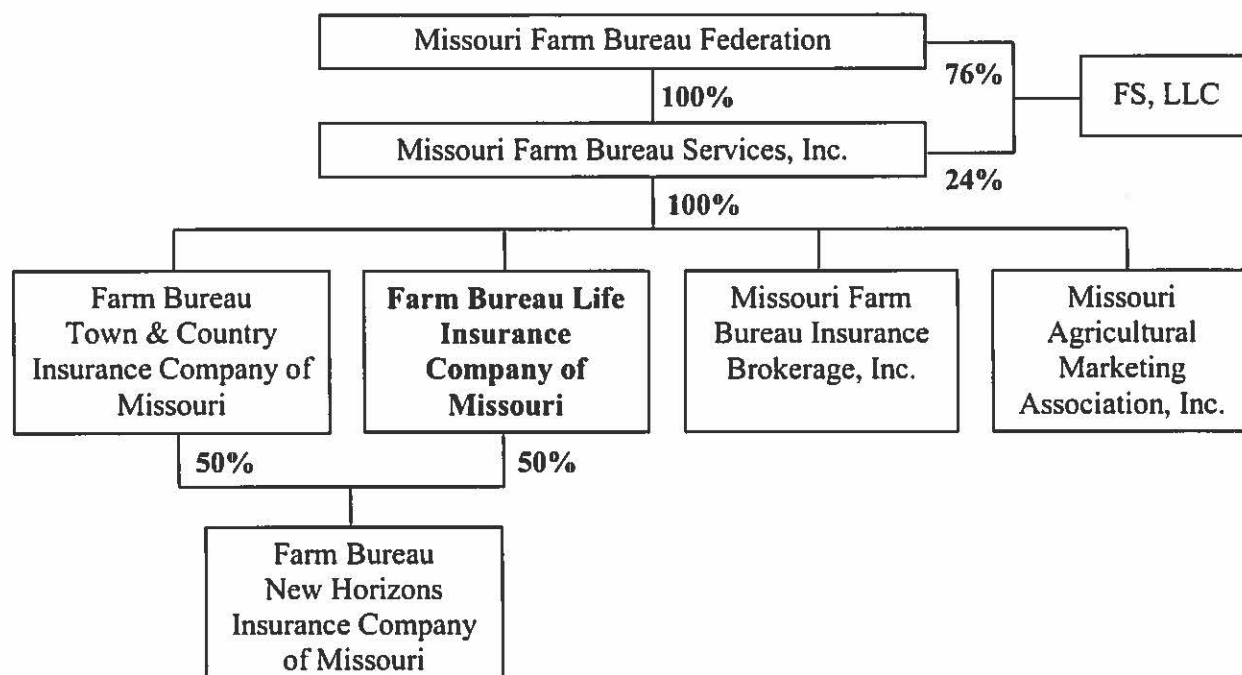 Missouri Farm Bureau Federation
76%
FS, LLC
100%
Missouri Farm Bureau Services, Inc.
24%
100%
Farm Bureau
Town & Country
Insurance Company of
Missouri
Farm Bureau Life
Insurance
Company of
Missouri
Missouri Farm
Bureau Insurance
Brokerage, Inc.
Missouri
Agricultural
Marketing
Association, Inc.
50%
50%
Farm Bureau
New Horizons
Insurance Company
of Missouri